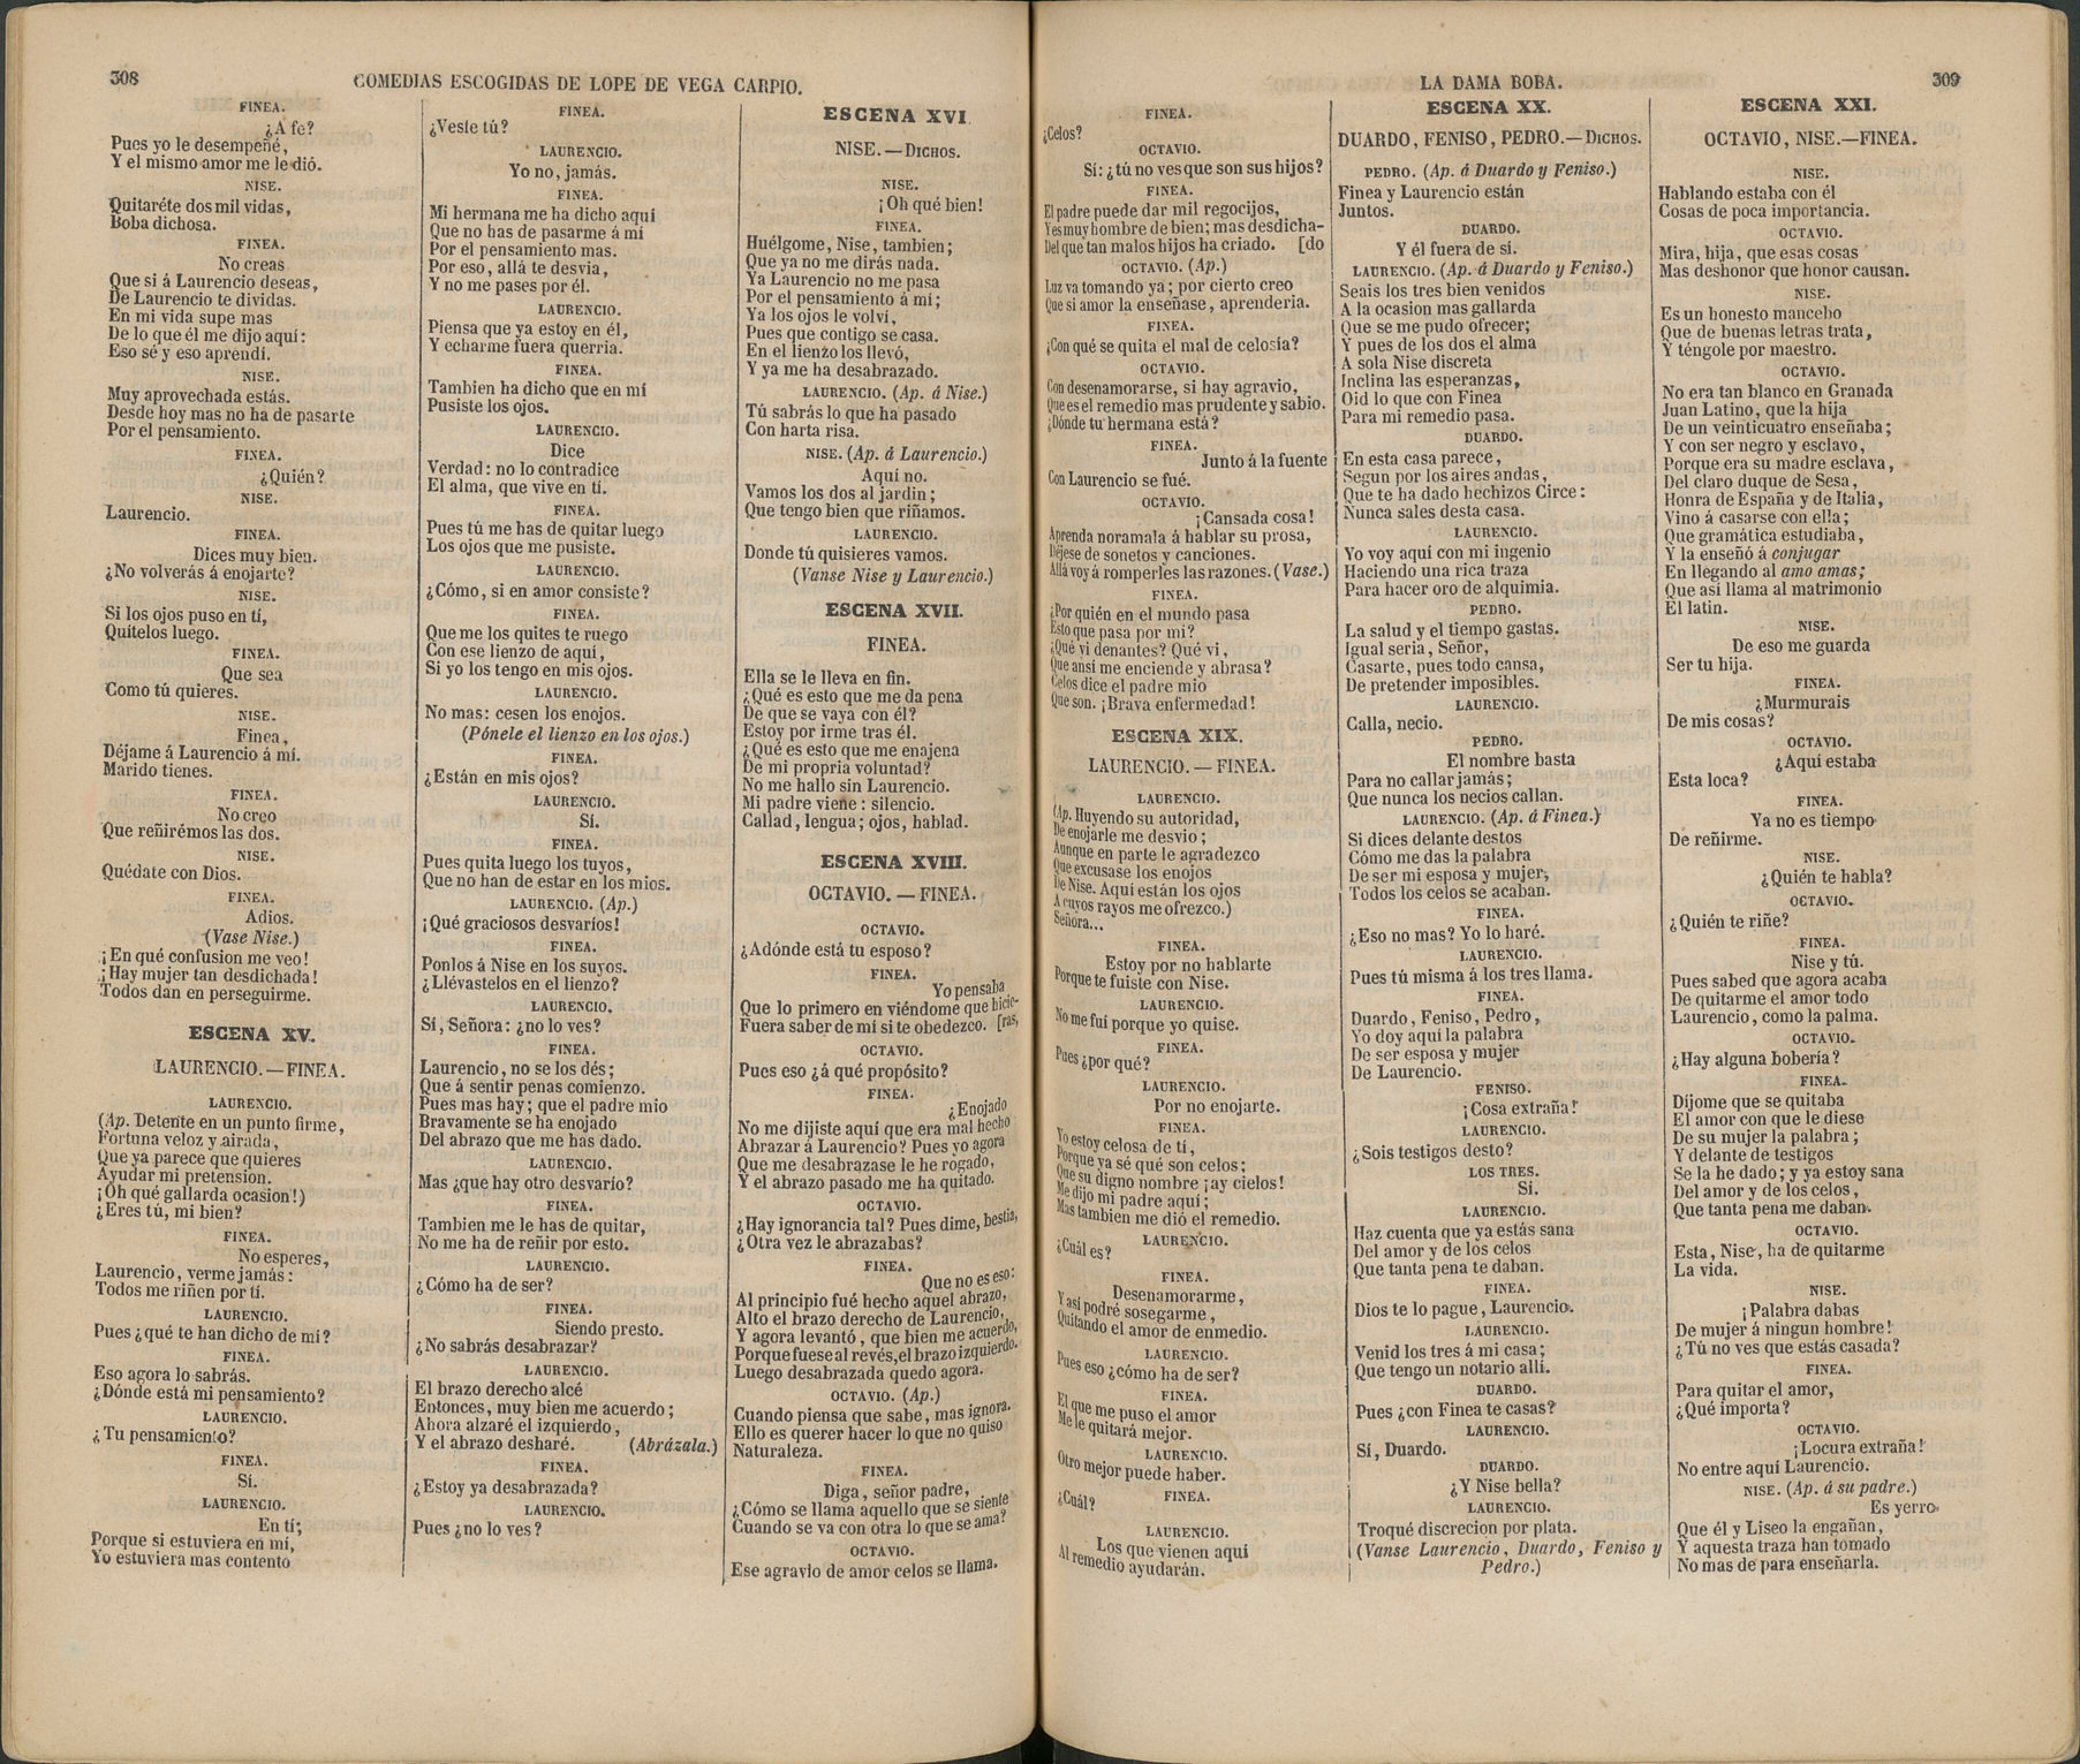 308
COMEDIAS ESCOGIDAS DE LOPE DE VEGA CARPIO.
FINEA.
¿A fe?
Pues yo le desempeñé,
Y el mismo amor me le dió.
NISE.
Quitaréte dos mil vidas,
Boba dichosa.
FINEA.
No creas
Que si á Laurencio deseas,
De Laurencio te dividas.
En mi vida supe mas
De lo que él me dijo aquí:
Eso sé y eso aprendí.
NISE.
Muy aprovechada estás.
Desde hoy mas no ha de pasarte
Por el pensamiento.
FINEA.
¿Quién?
NISE.
Laurencio.
FINEA.
Dices muy bien.
¿No volverás á enojarte?
NISE.
Si los ojos puso en tí,
Quítelos luego.
FINEA.
Que sea
Como tú quieres.
NISE.
Finea,
Déjame á Laurencio á mí.
Marido tienes.
FINEA.
No creo
Que reñirémos las dos.
NISE.
Quédate con Dios.
FINEA.
Adios.
(Vase Nise.)
¡En qué confusion me veo!
¡Hay mujer tan desdichada!
Todos dan en perseguirme.
ESCENA XV.
LAURENCIO.—FINEA.
LAURENCIO.
(Ap. Detente en un punto firme,
Fortuna veloz y airada,
Que ya parece que quieres
Ayudar mi pretension.
¡Oh qué gallarda ocasion!)
¿Eres tú, mi bien?
FINEA.
No esperes,
Laurencio, verme jamás:
Todos me riñen por tí.
LAURENCIO.
Pues ¿qué te han dicho de mí?
FINEA.
Eso agora lo sabrás.
¿Dónde está mi pensamiento?
LAURENCIO.
¿Tu pensamiento?
FINEA.
Sí.
LAURENCIO.
En tí;
Porque si estuviera en mí,
Yo estuviera mas contento
FINEA.
¿Vesle tú?
LAURENCIO.
Yo no, jamás.
FINEA.
Mi hermana me ha dicho aquí
Que no has de pasarme á mí
Por el pensamiento mas.
Por eso, allá te desvia,
Y no me pases por él.
LAURENCIO.
Piensa que ya estoy en él,
Y echarme fuera querria.
FINEA.
Tambien ha dicho que en mí
Pusiste los ojos.
LAURENCIO.
Dice
Verdad: no lo contradice
El alma, que vive en tí.
FINEA.
Pues tú me has de quitar luego
Los ojos que me pusiste.
LAURENCIO.
¿Cómo, si en amor consiste?
FINEA.
Que me los quites te ruego
Con ese lienzo de aquí,
Si yo los tengo en mis ojos.
LAURENCIO.
No mas: cesen los enojos.
(Pónele el lienzo en los ojos.)
FINEA.
¿Están en mis ojos?
LAURENCIO.
Sí.
FINEA.
Pues quita luego los tuyos,
Que no han de estar en los mios.
LAURENCIO. (Ap.)
¡Qué graciosos desvaríos!
FINEA.
Ponlos á Nise en los suyos.
¿Llévastelos en el lienzo?
LAURENCIO.
Sí, Señora: ¿no lo ves?
FINEA.
Laurencio, no se los dés;
Que á sentir penas comienzo.
Pues mas hay; que el padre mio
Bravamente se ha enojado
Del abrazo que me has dado.
LAURENCIO.
Mas ¿que hay otro desvarío?
FINEA.
Tambien me le has de quitar,
No me ha de reñir por esto.
LAURENCIO.
¿Cómo ha de ser?
FINEA.
Siendo presto.
¿No sabrás desabrazar?
LAURENCIO.
El brazo derecho alcé
Entonces, muy bien me acuerdo;
Ahora alzaré el izquierdo,
Y el abrazo desharé. (Abrázala.)
FINEA.
¿Estoy ya desabrazada?
LAURENCIO.
Pues ¿no lo ves?
ESCENA XVI.
NISE.—DICHOS.
NISE.
¡Oh qué bien!
FINEA.
Huélgome, Nise, tambien;
Que ya no me dirás nada.
Ya Laurencio no me pasa
Por el pensamiento á mí;
Ya los ojos le volví,
Pues que contigo se casa.
En el lienzo los llevó,
Y ya me ha desabrazado.
LAURENCIO. (Ap. á Nise.)
Tú sabrás lo que ha pasado
Con harta risa.
NISE. (Ap. á Laurencio.)
Aquí no.
Vamos los dos al jardin;
Que tengo bien que riñamos.
LAURENCIO.
Donde tú quisieres vamos.
(Vanse Nise y Laurencio.)
ESCENA XVII.
FINEA.
Ella se le lleva en fin.
¿Qué es esto que me da pena
De que se vaya con él?
Estoy por irme tras él.
¿Qué es esto que me enajena
De mi propria voluntad?
No me hallo sin Laurencio.
Mi padre viene: silencio.
Callad, lengua; ojos, hablad.
ESCENA XVIII.
OCTAVIO.—FINEA.
OCTAVIO.
¿Adónde está tu esposo?
FINEA.
Yo pensaba
Que lo primero en viéndome que hicie-
Fuera saber de mí si te obedezco. [ras,
OCTAVIO.
Pues eso ¿á qué propósito?
FINEA.
¿Enojado
No me dijiste aquí que era mal hecho
Abrazar á Laurencio? Pues yo agora
Que me desabrazase le he rogado,
Y el abrazo pasado me ha quitado.
OCTAVIO.
¿Hay ignorancia tal? Pues dime, bestia,
¿Otra vez le abrazabas?
FINEA.
Que no es eso:
Al principio fué hecho aquel abrazo,
Alto el brazo derecho de Laurencio,
Y agora levantó, que bien me acuerdo,
Porque fuese al revés, el brazo izquierdo.
Luego desabrazada quedo agora.
OCTAVIO. (Ap.)
Cuando piensa que sabe, mas ignora.
Ello es querer hacer lo que no quiso
Naturaleza.
FINEA.
Diga, señor padre,
¿Cómo se llama aquello que se siente
Cuando se va con otra lo que se ama?
OCTAVIO.
Ese agravio de amor celos se llama.
LA DAMA BOBA.
309
FINEA.
¿Celos?
OCTAVIO.
Sí: ¿tú no ves que son sus hijos?
FINEA.
El padre puede dar mil regocijos,
Y es muy hombre de bien; mas desdicha-
Del que tan malos hijos ha criado. [do
OCTAVIO. (Ap.)
Luz va tomando ya; por cierto creo
Que si amor la enseñase, aprenderia.
FINEA.
¿Con qué se quita el mal de celosía?
OCTAVIO.
Con desenamorarse, si hay agravio,
Que es el remedio mas prudente y sabio.
¿Dónde tu hermana está?
FINEA.
Junto á la fuente
Con Laurencio se fué.
OCTAVIO.
¡Cansada cosa!
Aprenda noramala á hablar su prosa,
Déjese de sonetos y canciones.
Allá voy á romperles las razones. (Vase.)
FINEA.
¿Por quién en el mundo pasa
Esto que pasa por mí?
¿Qué vi denantes? Qué vi,
Que ansí me enciende y abrasa?
Celos dice el padre mio
Que son. ¡Brava enfermedad!
ESCENA XIX.
LAURENCIO.—FINEA.
LAURENCIO.
(Ap. Huyendo su autoridad,
De enojarle me desvio;
Aunque en parte le agradezco
Que excusase los enojos
De Nise. Aquí están los ojos
A cuyos rayos me ofrezco.)
Señora...
FINEA.
Estoy por no hablarte
Porque te fuiste con Nise.
LAURENCIO.
No me fuí porque yo quise.
FINEA.
Pues ¿por qué?
LAURENCIO.
Por no enojarte.
FINEA.
Yo estoy celosa de tí,
Porque ya sé qué son celos;
Que su digno nombre ¡ay cielos!
Me dijo mi padre aquí;
Mas tambien me dió el remedio.
LAURENCIO.
¿Cuál es?
FINEA.
Desenamorarme,
Y así podré sosegarme,
Quitando el amor de enmedio.
LAURENCIO.
Pues eso ¿cómo ha de ser?
FINEA.
El que me puso el amor
Me le quitará mejor.
LAURENCIO.
Otro mejor puede haber.
FINEA.
¿Cuál?
LAURENCIO.
Los que vienen aquí
Al remedio ayudarán.
ESCENA XX.
DUARDO, FENISO, PEDRO.—DICHOS.
PEDRO. (Ap. á Duardo y Feniso.)
Finea y Laurencio están
Juntos.
DUARDO.
Y él fuera de sí.
LAURENCIO. (Ap. á Duardo y Feniso.)
Seais los tres bien venidos
A la ocasion mas gallarda
Que se me pudo ofrecer;
Y pues de los dos el alma
A sola Nise discreta
Inclina las esperanzas,
Oid lo que con Finea
Para mi remedio pasa.
DUARDO.
En esta casa parece,
Segun por los aires andas,
Que te ha dado hechizos Circe:
Nunca sales desta casa.
LAURENCIO.
Yo voy aquí con mi ingenio
Haciendo una rica traza
Para hacer oro de alquimia.
PEDRO.
La salud y el tiempo gastas.
Igual seria, Señor,
Casarte, pues todo cansa,
De pretender imposibles.
LAURENCIO.
Calla, necio.
PEDRO.
El nombre basta
Para no callar jamás;
Que nunca los necios callan.
LAURENCIO. (Ap. á Finea.)
Si dices delante destos
Cómo me das la palabra
De ser mi esposa y mujer,
Todos los celos se acaban.
FINEA.
¿Eso no mas? Yo lo haré.
LAURENCIO.
Pues tú misma á los tres llama.
FINEA.
Duardo, Feniso, Pedro,
Yo doy aquí la palabra
De ser esposa y mujer
De Laurencio.
FENISO.
¡Cosa extraña!
LAURENCIO.
¿Sois testigos desto?
LOS TRES.
Sí.
LAURENCIO.
Haz cuenta que ya estás sana
Del amor y de los celos
Que tanta pena te daban.
FINEA.
Dios te lo pague, Laurencio.
LAURENCIO.
Venid los tres á mi casa;
Que tengo un notario allí.
DUARDO.
Pues ¿con Finea te casas?
LAURENCIO.
Sí, Duardo.
DUARDO.
¿Y Nise bella?
LAURENCIO.
Troqué discrecion por plata.
(Vanse Laurencio, Duardo, Feniso y
Pedro.)
ESCENA XXI.
OCTAVIO, NISE.—FINEA.
NISE.
Hablando estaba con él
Cosas de poca importancia.
OCTAVIO.
Mira, hija, que esas cosas
Mas deshonor que honor causan.
NISE.
Es un honesto mancebo
Que de buenas letras trata,
Y téngole por maestro.
OCTAVIO.
No era tan blanco en Granada
Juan Latino, que la hija
De un veinticuatro enseñaba;
Y con ser negro y esclavo,
Porque era su madre esclava,
Del claro duque de Sesa,
Honra de España y de Italia,
Vino á casarse con ella;
Que gramática estudiaba,
Y la enseñó á conjugar
En llegando al amo amas;
Que así llama al matrimonio
El latin.
NISE.
De eso me guarda
Ser tu hija.
FINEA.
¿Murmurais
De mis cosas?
OCTAVIO.
¿Aquí estaba
Esta loca?
FINEA.
Ya no es tiempo
De reñirme.
NISE.
¿Quién te habla?
OCTAVIO.
¿Quién te riñe?
FINEA.
Nise y tú.
Pues sabed que agora acaba
De quitarme el amor todo
Laurencio, como la palma.
OCTAVIO.
¿Hay alguna bobería?
FINEA.
Díjome que se quitaba
El amor con que le diese
De su mujer la palabra;
Y delante de testigos
Se la he dado; y ya estoy sana
Del amor y de los celos,
Que tanta pena me daban.
OCTAVIO.
Esta, Nise, ha de quitarme
La vida.
NISE.
¡Palabra dabas
De mujer á ningun hombre!
¿Tú no ves que estás casada?
FINEA.
Para quitar el amor,
¿Qué importa?
OCTAVIO.
¡Locura extraña!
No entre aquí Laurencio.
NISE. (Ap. á su padre.)
Es yerro
Que él y Liseo la engañan,
Y aquesta traza han tomado
No mas de para enseñarla.